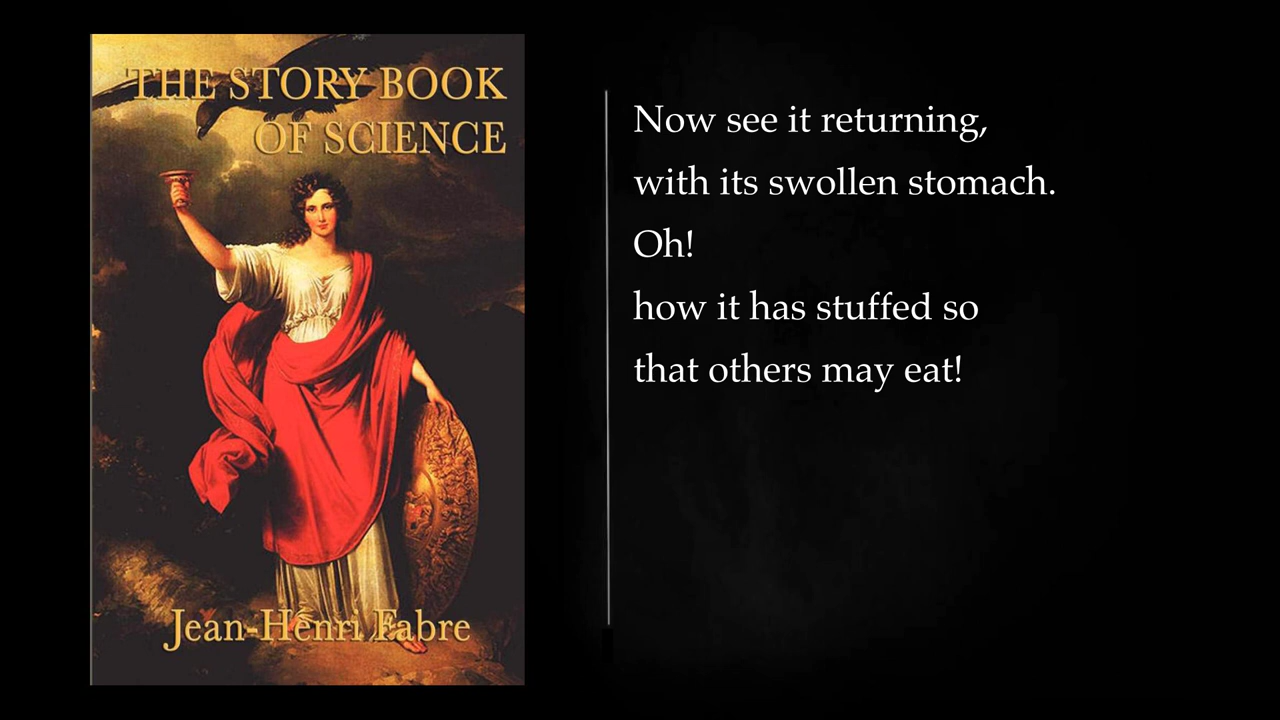 THE STORY BOOK
OF SCIENCE
Jean-Henri Fabre
Now see it returning,
with its swollen stomach.
Oh!
how it has stuffed so
that others may eat!